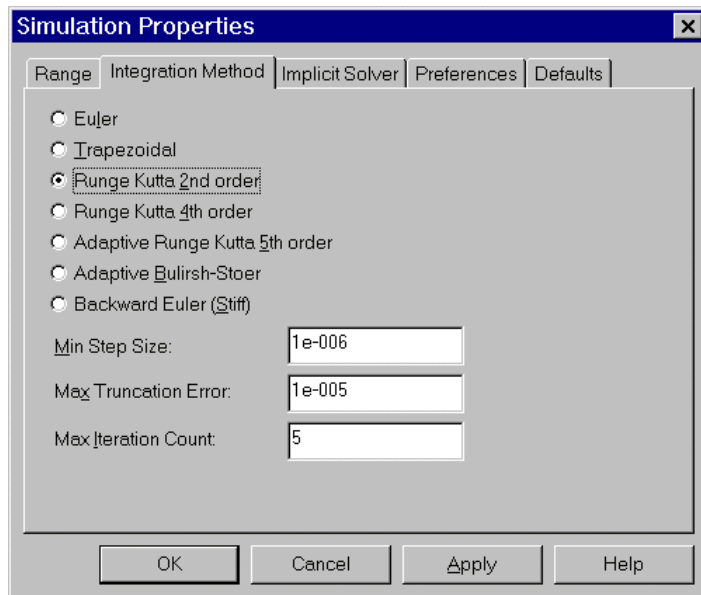 Simulation Properties
Range Integration Method Implicit Solver Preferences Defaults
Euler
Trapezoidal
Runge Kutta 2nd order
Runge Kutta 4th order
Adaptive Runge Kutta 5th order
Adaptive Bulirsh-Stoer
Backward Euler (Stiff)
Min Step Size: 1e-006
Max Truncation Error: 1e-005
Max Iteration Count: 5
OK Cancel Apply Help